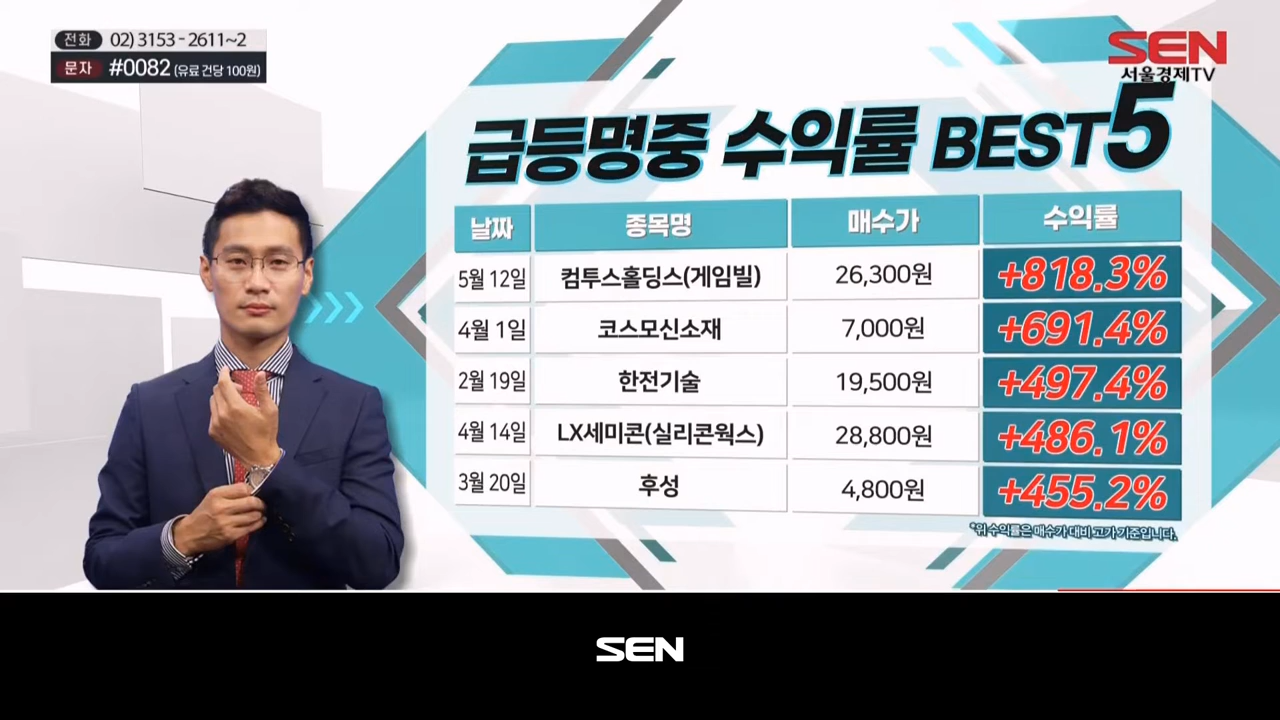 전화 02) 3153-2611~2
문자 #0082 (유료 건당 100원)
SEN
서울경제TV
급등명중 수익률 BEST5
날짜 종목명 매수가 수익률
5월 12일 컴투스홀딩스(게임빌) 26,300원 +818.3%
4월 1일 코스모신소재 7,000원 +691.4%
2월 19일 한전기술 19,500원 +497.4%
4월 14일 LX세미콘(실리콘웍스) 28,800원 +486.1%
3월 20일 후성 4,800원 +455.2%
*위 수익률은 매수가 대비 고가 기준입니다.
SEN